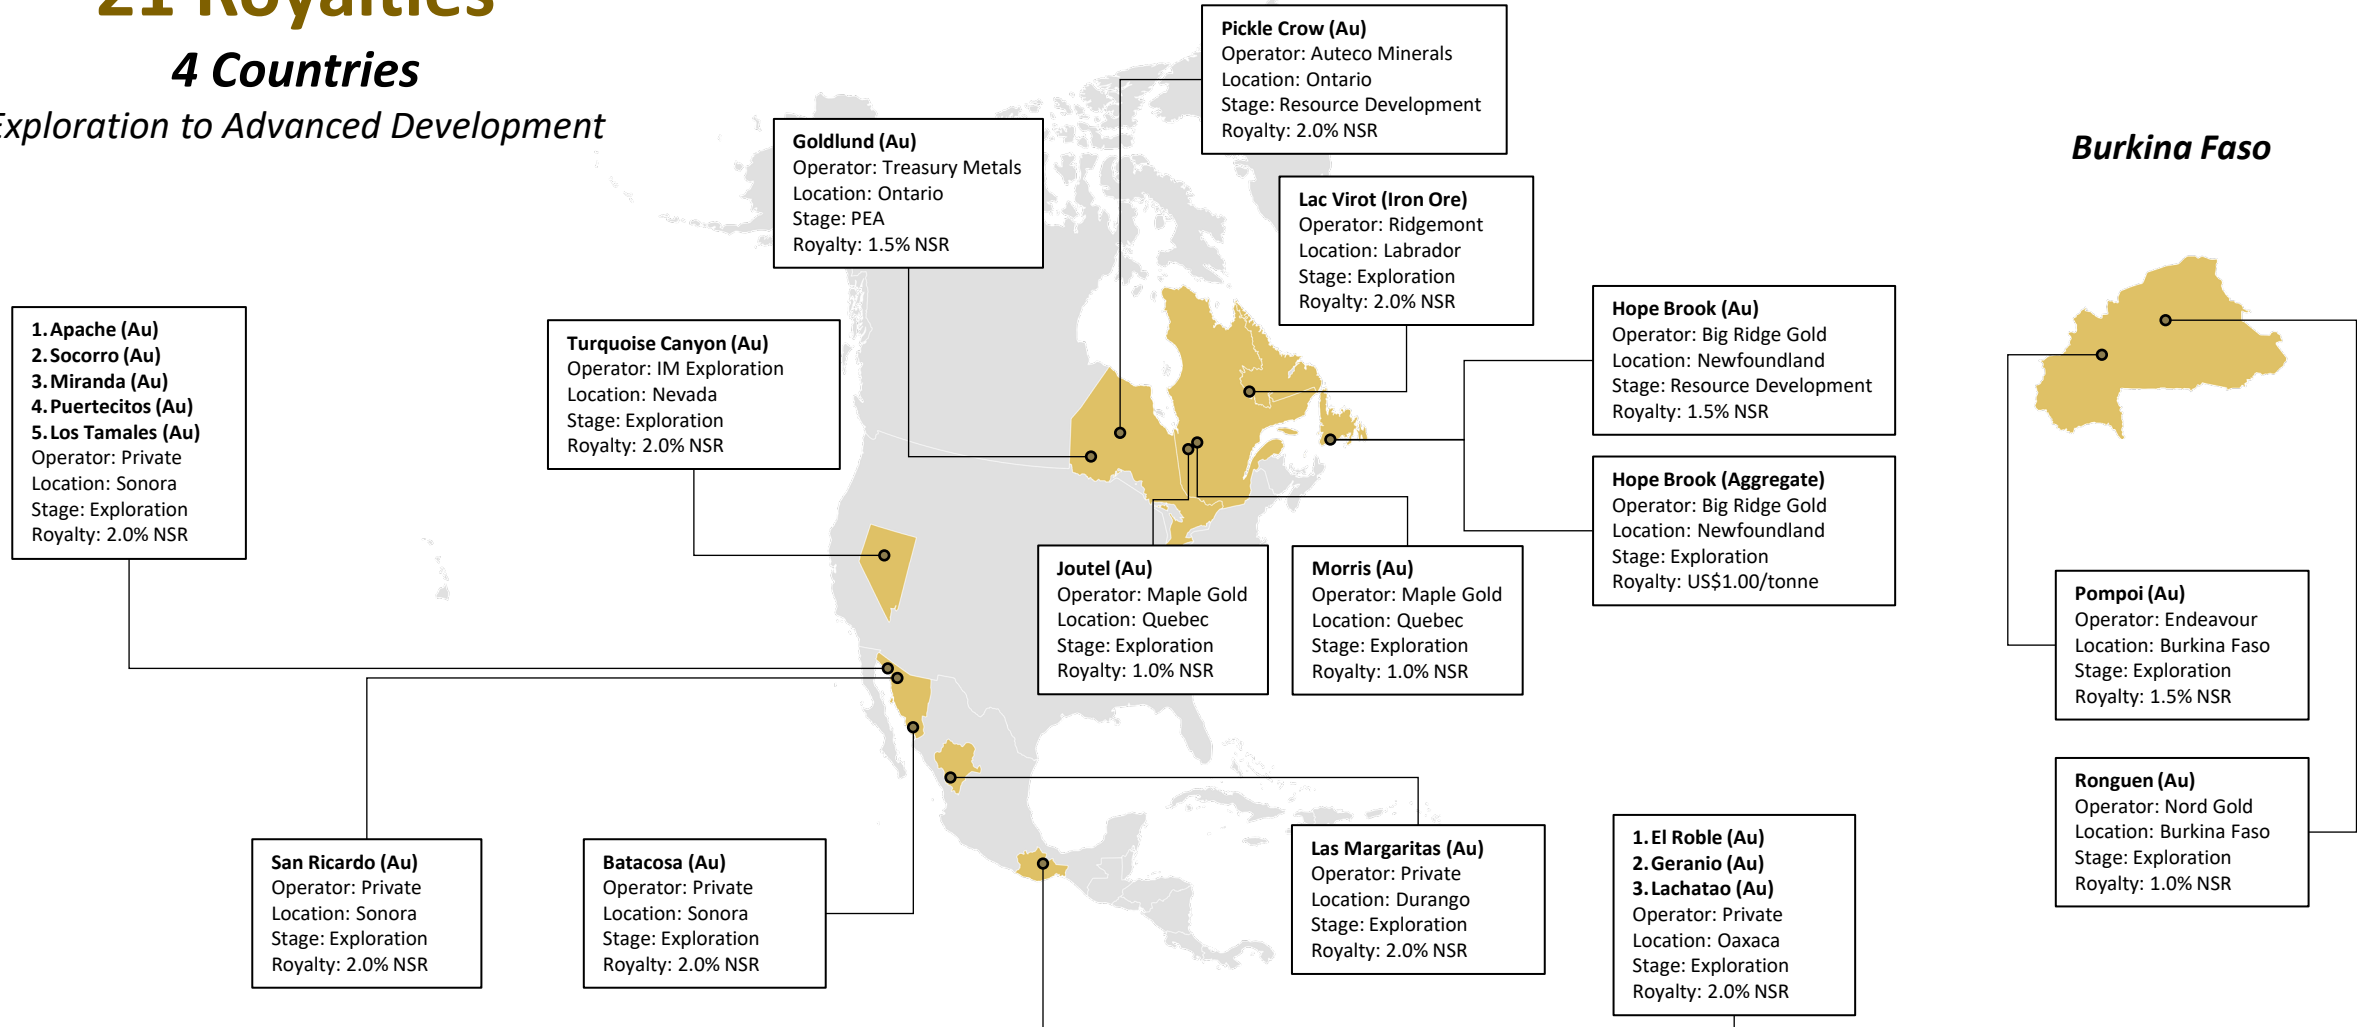 21 Royalties
4 Countries
Exploration to Advanced Development
Pickle Crow (Au)
Operator: Auteco Minerals
Location: Ontario
Stage: Resource Development
Royalty: 2.0% NSR
Goldlund (Au)
Operator: Treasury Metals
Location: Ontario
Stage: PEA
Royalty: 1.5% NSR
Burkina Faso
Lac Virot (Iron Ore)
Operator: Ridgemont
Location: Labrador
Stage: Exploration
Royalty: 2.0% NSR
Hope Brook (Au)
Operator: Big Ridge Gold
Location: Newfoundland
Stage: Resource Development
Royalty: 1.5% NSR
1. Apache (Au)
2. Socorro (Au)
3. Miranda (Au)
4. Puertecitos (Au)
5. Los Tamales (Au)
Operator: Private
Location: Sonora
Stage: Exploration
Royalty: 2.0% NSR
Turquoise Canyon (Au)
Operator: IM Exploration
Location: Nevada
Stage: Exploration
Royalty: 2.0% NSR
Hope Brook (Aggregate)
Operator: Big Ridge Gold
Location: Newfoundland
Stage: Exploration
Royalty: US$1.00/tonne
Joutel (Au)
Operator: Maple Gold
Location: Quebec
Stage: Exploration
Royalty: 1.0% NSR
Morris (Au)
Operator: Maple Gold
Location: Quebec
Stage: Exploration
Royalty: 1.0% NSR
Pompoi (Au)
Operator: Endeavour
Location: Burkina Faso
Stage: Exploration
Royalty: 1.5% NSR
Ronguen (Au)
Operator: Nord Gold
Location: Burkina Faso
Stage: Exploration
Royalty: 1.0% NSR
San Ricardo (Au)
Operator: Private
Location: Sonora
Stage: Exploration
Royalty: 2.0% NSR
Batacosa (Au)
Operator: Private
Location: Sonora
Stage: Exploration
Royalty: 2.0% NSR
Las Margaritas (Au)
Operator: Private
Location: Durango
Stage: Exploration
Royalty: 2.0% NSR
1. El Roble (Au)
2. Geranio (Au)
3. Lachatao (Au)
Operator: Private
Location: Oaxaca
Stage: Exploration
Royalty: 2.0% NSR